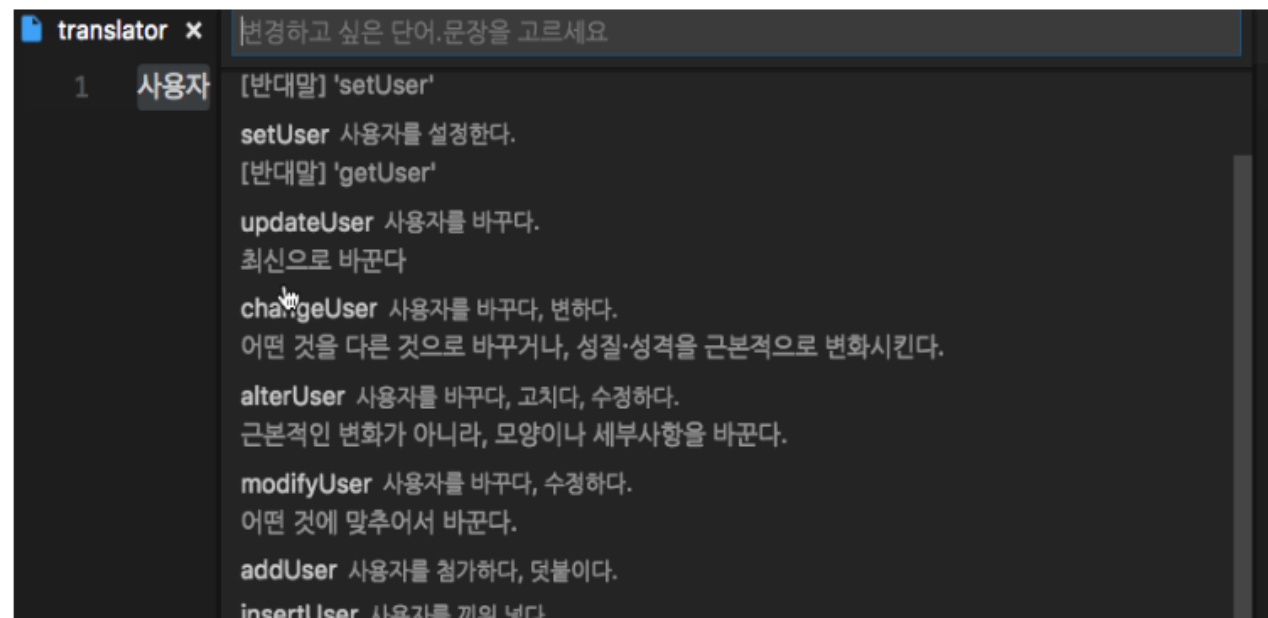 translator ×
변경하고 싶은 단어.문장을 고르세요
1 사용자
[반대말] 'setUser'
setUser 사용자를 설정한다.
[반대말] 'getUser'
updateUser 사용자를 바꾸다.
최신으로 바꾼다
changeUser 사용자를 바꾸다, 변하다.
어떤 것을 다른 것으로 바꾸거나, 성질·성격을 근본적으로 변화시킨다.
alterUser 사용자를 바꾸다, 고치다, 수정하다.
근본적인 변화가 아니라, 모양이나 세부사항을 바꾼다.
modifyUser 사용자를 바꾸다, 수정하다.
어떤 것에 맞추어서 바꾼다.
addUser 사용자를 첨가하다, 덧붙이다.
insertUser 사용자를 끼워 넣다